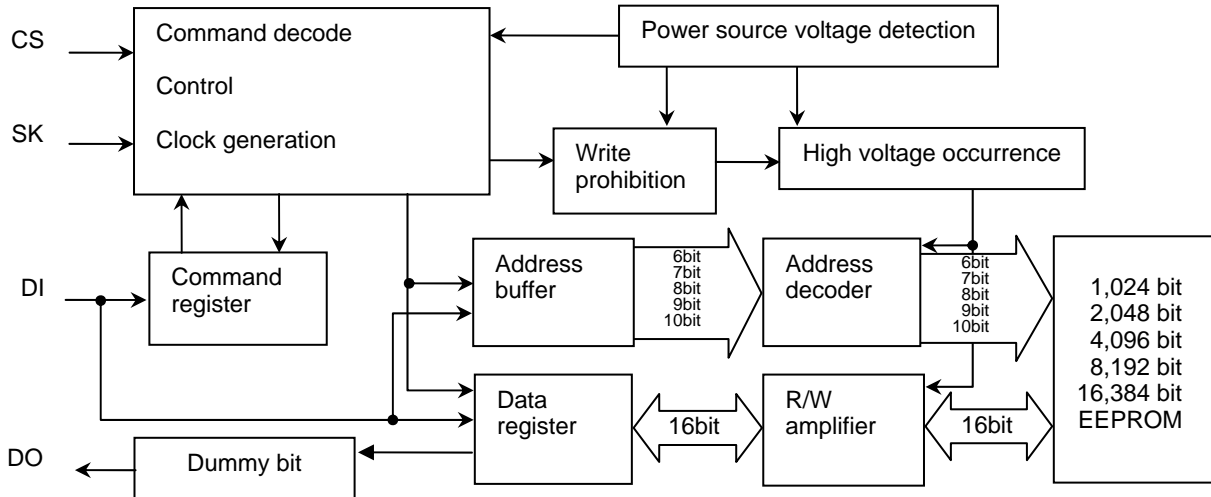 CS
Command decode
Control
Clock generation
Power source voltage detection
SK
Write
prohibition
High voltage occurrence
DI
Command
register
Address
buffer
6bit
7bit
8bit
9bit
10bit
Address
decoder
6bit
7bit
8bit
9bit
10bit
1,024 bit
2,048 bit
4,096 bit
8,192 bit
16,384 bit
EEPROM
Data
register
16bit
R/W
amplifier
16bit
DO
Dummy bit